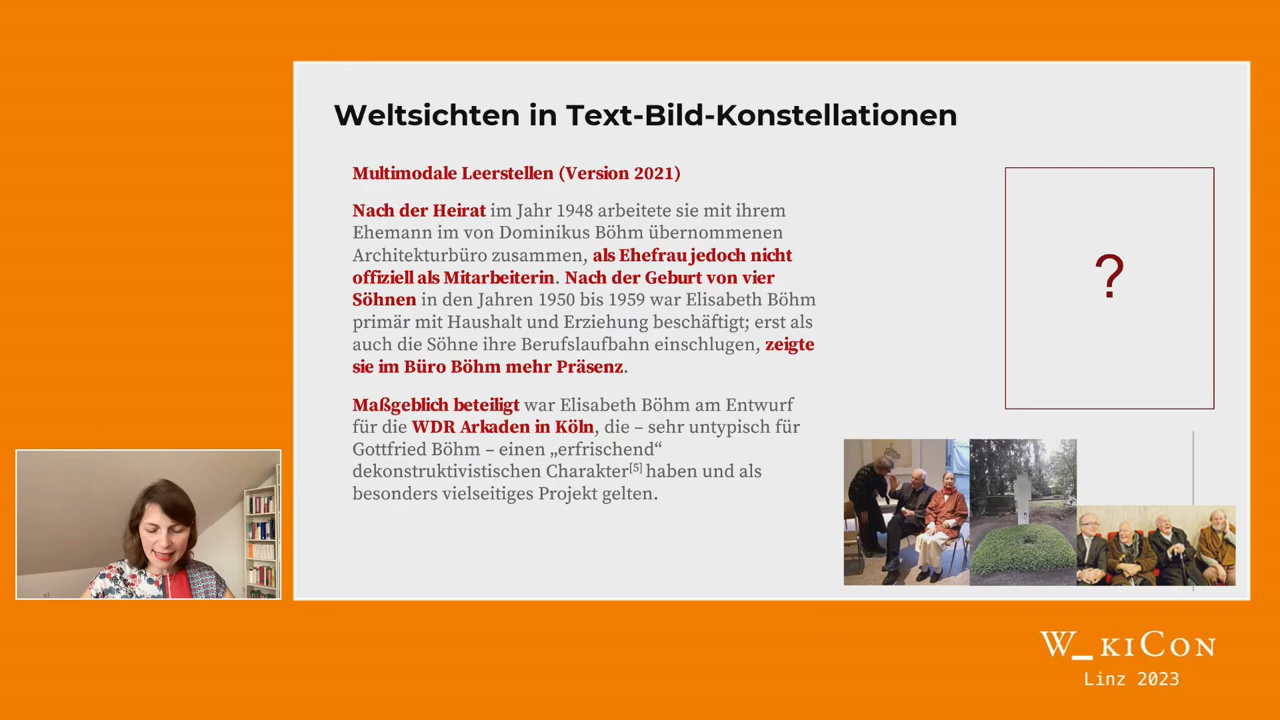 Weltsichten in Text-Bild-Konstellationen
Multimodale Leerstellen (Version 2021)
Nach der Heirat im Jahr 1948 arbeitete sie mit ihrem
Ehemann im von Dominikus Böhm übernommenen
Architekturbüro zusammen, als Ehefrau jedoch nicht
offiziell als Mitarbeiterin. Nach der Geburt von vier
Söhnen in den Jahren 1950 bis 1959 war Elisabeth Böhm
primär mit Haushalt und Erziehung beschäftigt; erst als
auch die Söhne ihre Berufslaufbahn einschlugen, zeigte
sie im Büro Böhm mehr Präsenz.
Maßgeblich beteiligt war Elisabeth Böhm am Entwurf
für die WDR Arkaden in Köln, die – sehr untypisch für
Gottfried Böhm – einen „erfrischend“
dekonstruktivistischen Charakter[5] haben und als
besonders vielseitiges Projekt gelten.
?
W_KICON
Linz 2023